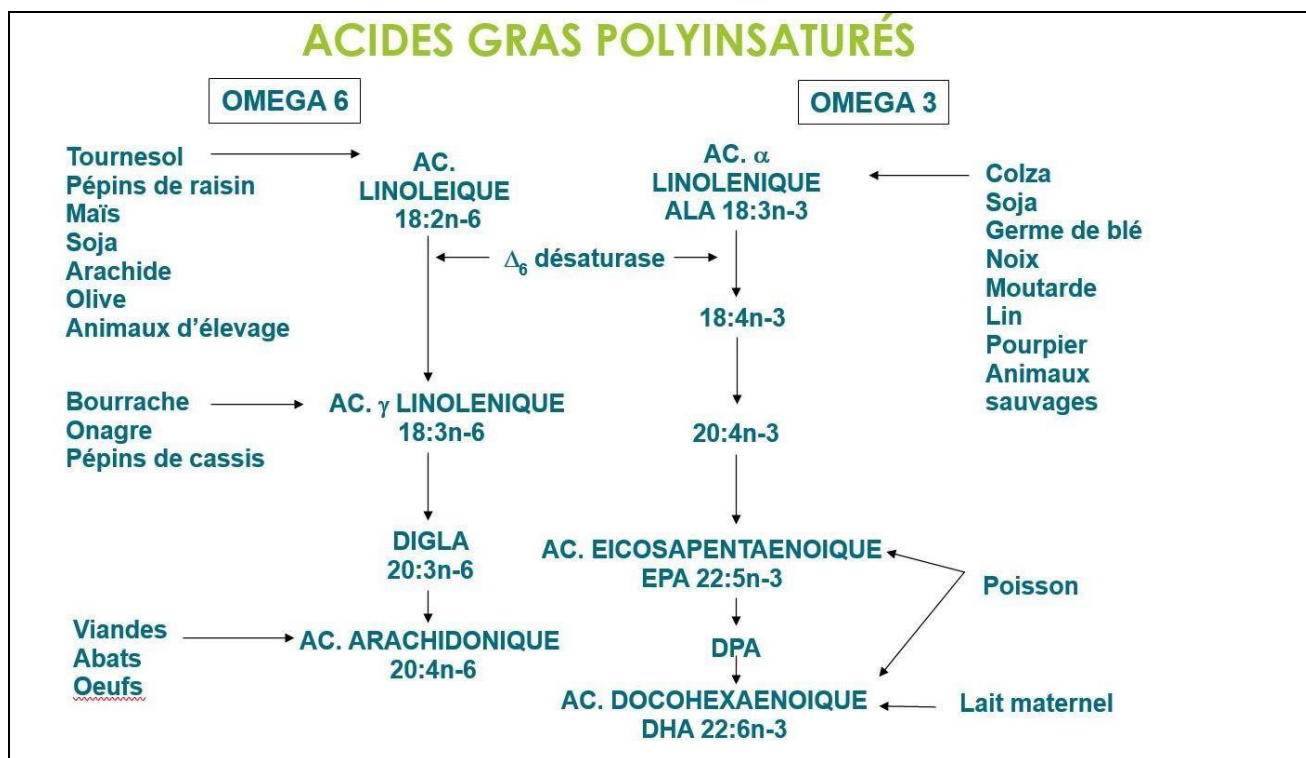 ACIDES GRAS POLYINSATURÉS
OMEGA 6
Tournesol
Pépins de raisin
Maïs
Soja
Arachide
Olive
Animaux d'élevage
AC.
LINOLEIQUE
18:2n-6
Δ6 désaturase
Bourrache
Onagre
Pépins de cassis
AC. γ LINOLENIQUE
18:3n-6
DIGLA
20:3n-6
Viandes
Abats
Oeufs
AC. ARACHIDONIQUE
20:4n-6
OMEGA 3
AC. α
LINOLENIQUE
ALA 18:3n-3
Colza
Soja
Germe de blé
Noix
Moutarde
Lin
Pourpier
Animaux
sauvages
18:4n-3
20:4n-3
AC. EICOSAPENTAENOIQUE
EPA 22:5n-3
Poisson
DPA
AC. DOCOHEXAENOIQUE
DHA 22:6n-3
Lait maternel